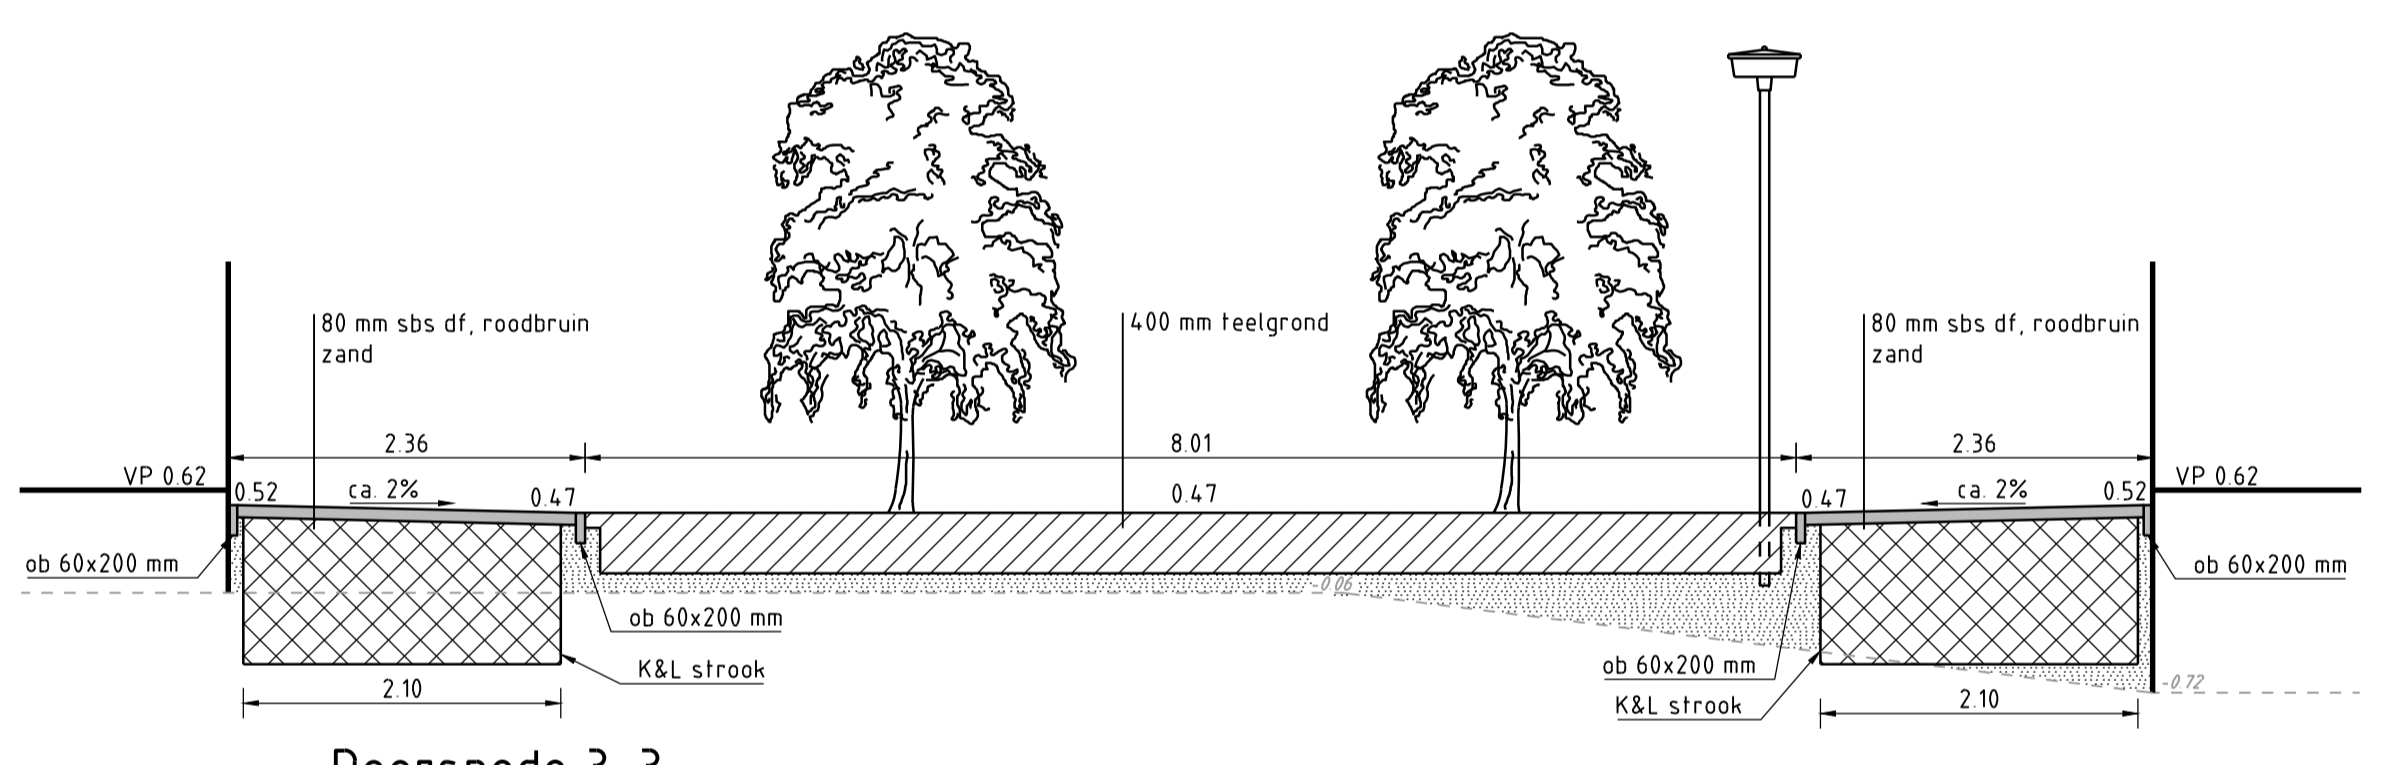 80 mm sbs df, roodbruin
zand
400 mm teelgrond
80 mm sbs df, roodbruin
zand
2.36
8.01
2.36
VP 0.62
0.52
ca. 2%
0.47
0.47
0.47
ca. 2%
0.52
VP 0.62
ob 60x200 mm
ob 60x200 mm
-0.06
ob 60x200 mm
K&L strook
ob 60x200 mm
-0.72
K&L strook
2.10
2.10
Doorsnede 3-3